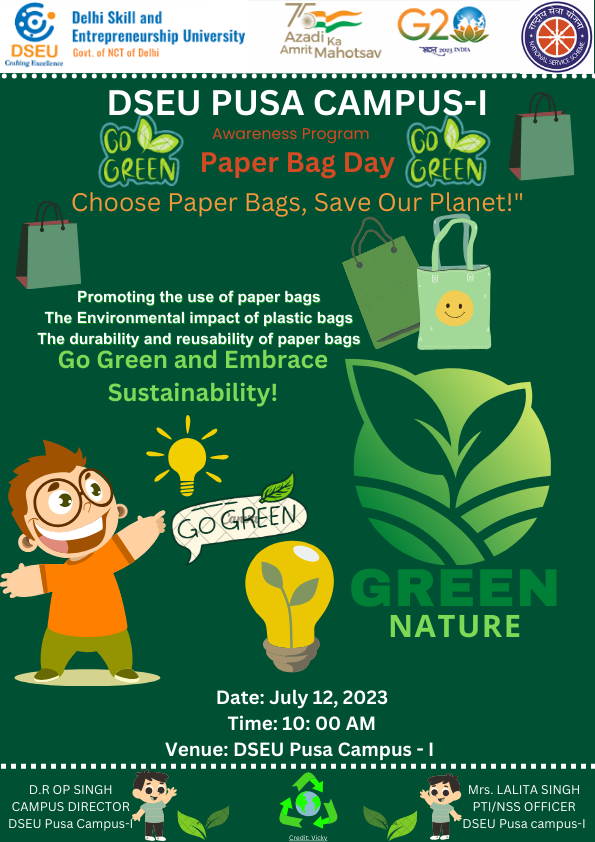 DSEU
Crafting Excellence
Delhi Skill and
Entrepreneurship University
Govt. of NCT of Delhi
75
Azadi Ka
Amrit Mahotsav
G20
भारत 2023 INDIA
राष्ट्रीय सेवा योजना
NATIONAL SERVICE SCHEME
DSEU PUSA CAMPUS-I
GO
GREEN
Awareness Program
GO
GREEN
Paper Bag Day
Choose Paper Bags, Save Our Planet!"
Promoting the use of paper bags
The Environmental impact of plastic bags
The durability and reusability of paper bags
Go Green and Embrace
Sustainability!
GO GREEN
GREEN
NATURE
Date: July 12, 2023
Time: 10: 00 AM
Venue: DSEU Pusa Campus - I
D.R OP SINGH
CAMPUS DIRECTOR
DSEU Pusa Campus-I
Credit: Vicky
Mrs. LALITA SINGH
PTI/NSS OFFICER
DSEU Pusa campus-I